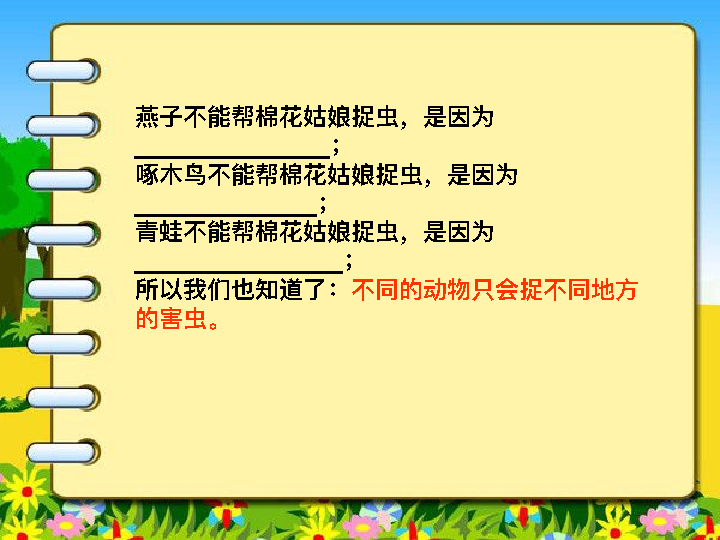 燕子不能帮棉花姑娘捉虫，是因为
________________；
啄木鸟不能帮棉花姑娘捉虫，是因为
_______________；
青蛙不能帮棉花姑娘捉虫，是因为
_________________；
所以我们也知道了：不同的动物只会捉不同地方
的害虫。